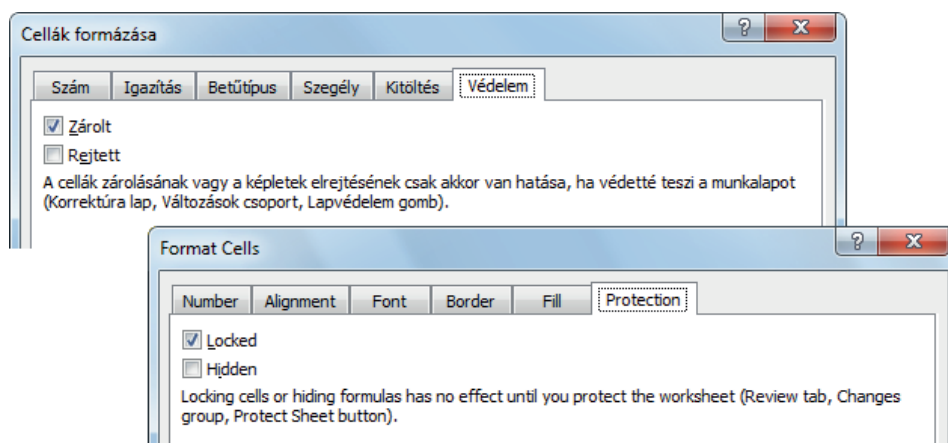 Cellák formázása
Szám Igazítás Betűtípus Szegély Kitöltés Védelem
Zárolt
Rejtett
A cellák zárolásának vagy a képletek elrejtésének csak akkor van hatása, ha védetté teszi a munkalapot
(Korrektúra lap, Változások csoport, Lapvédelem gomb).
Format Cells
Number Alignment Font Border Fill Protection
Locked
Hidden
Locking cells or hiding formulas has no effect until you protect the worksheet (Review tab, Changes
group, Protect Sheet button).